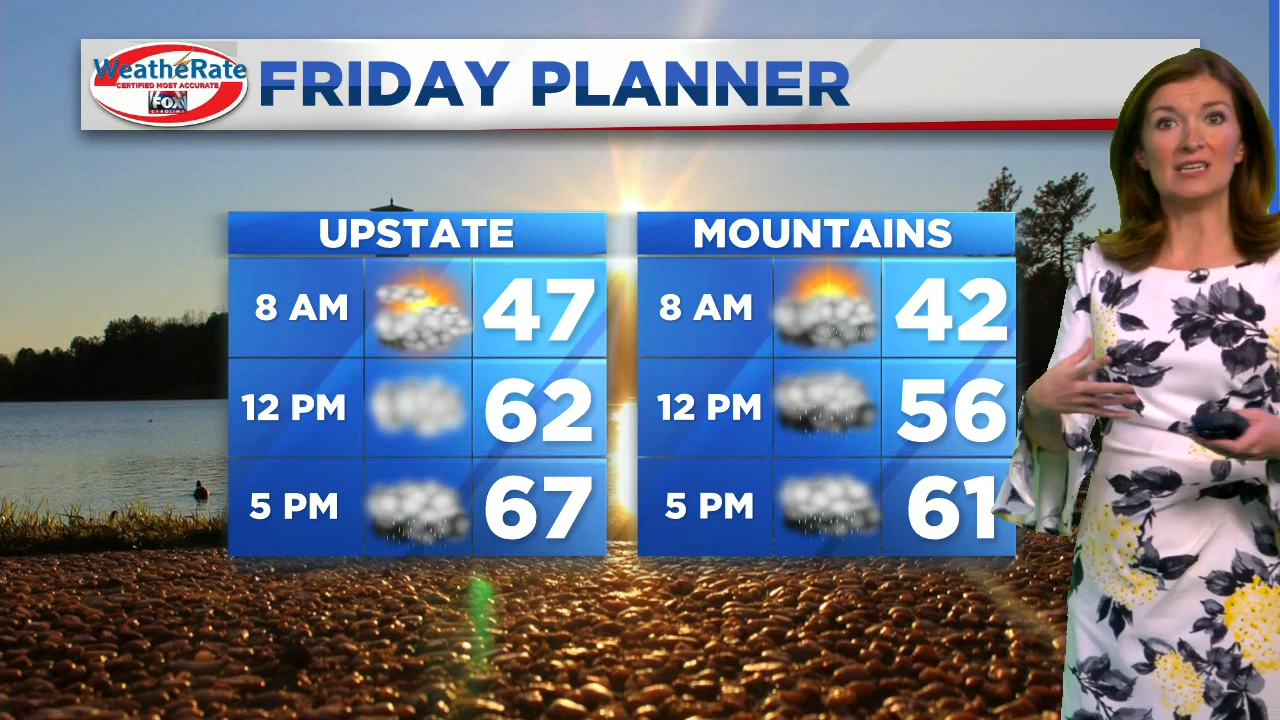 WeatheRate
CERTIFIED MOST ACCURATE
FOX
CAROLINA
FRIDAY PLANNER
UPSTATE
8 AM 47
12 PM 62
5 PM 67
MOUNTAINS
8 AM 42
12 PM 56
5 PM 61